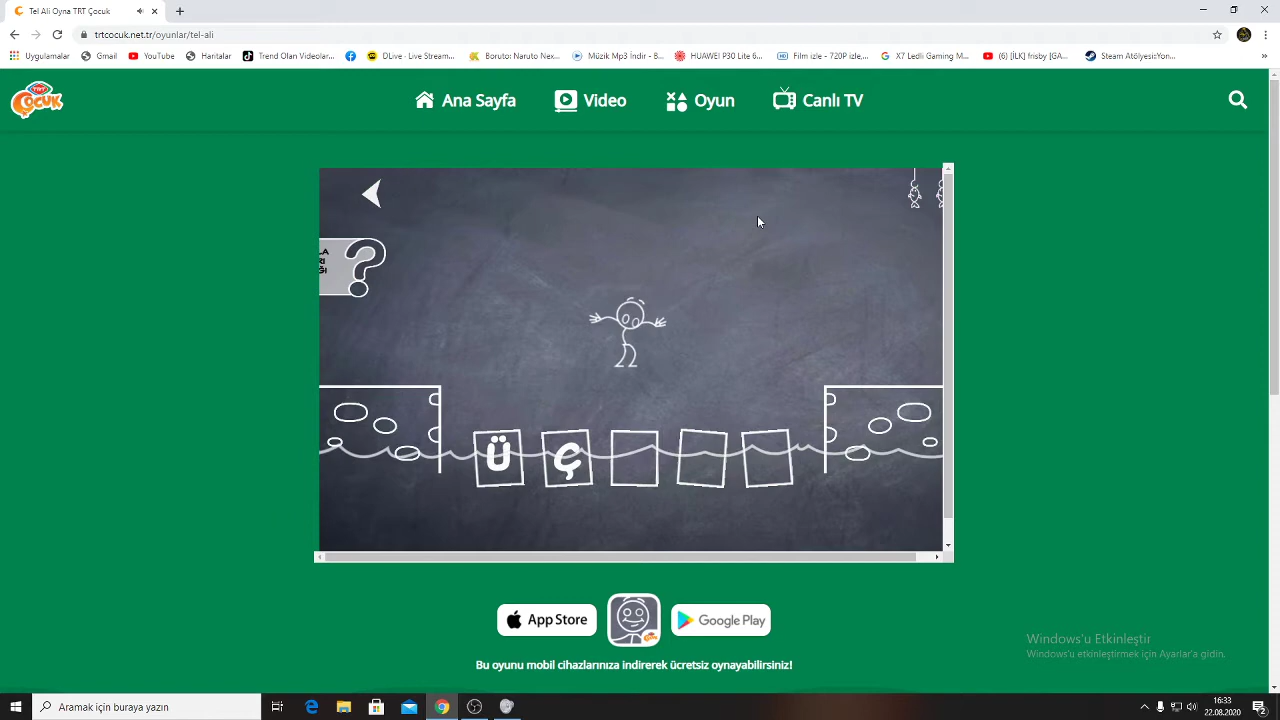 Tel Ali Oyna TRT Çocuk
trtcocuk.net.tr/oyunlar/tel-ali
Uygulamalar
Gmail
YouTube
Haritalar
Trend Olan Videolar...
DLive - Live Stream...
Boruto: Naruto Nex...
Müzik Mp3 İndir - B...
HUAWEI P30 Lite 6...
Film izle - 720P izle,...
X7 Ledli Gaming M...
[İLK] frisby [GA...
Steam Atölyesi:Yön...
TRT
Çocuk
Ana Sayfa
Video
Oyun
Canlı TV
?
Ü Ç
App Store
Google Play
Bu oyunu mobil cihazlarınıza indirerek ücretsiz oynayabilirsiniz!
Windows'u Etkinleştir
Windows'u etkinleştirmek için Ayarlar'a gidin.
Aramak için buraya yazın
16:33
22.08.2020
2